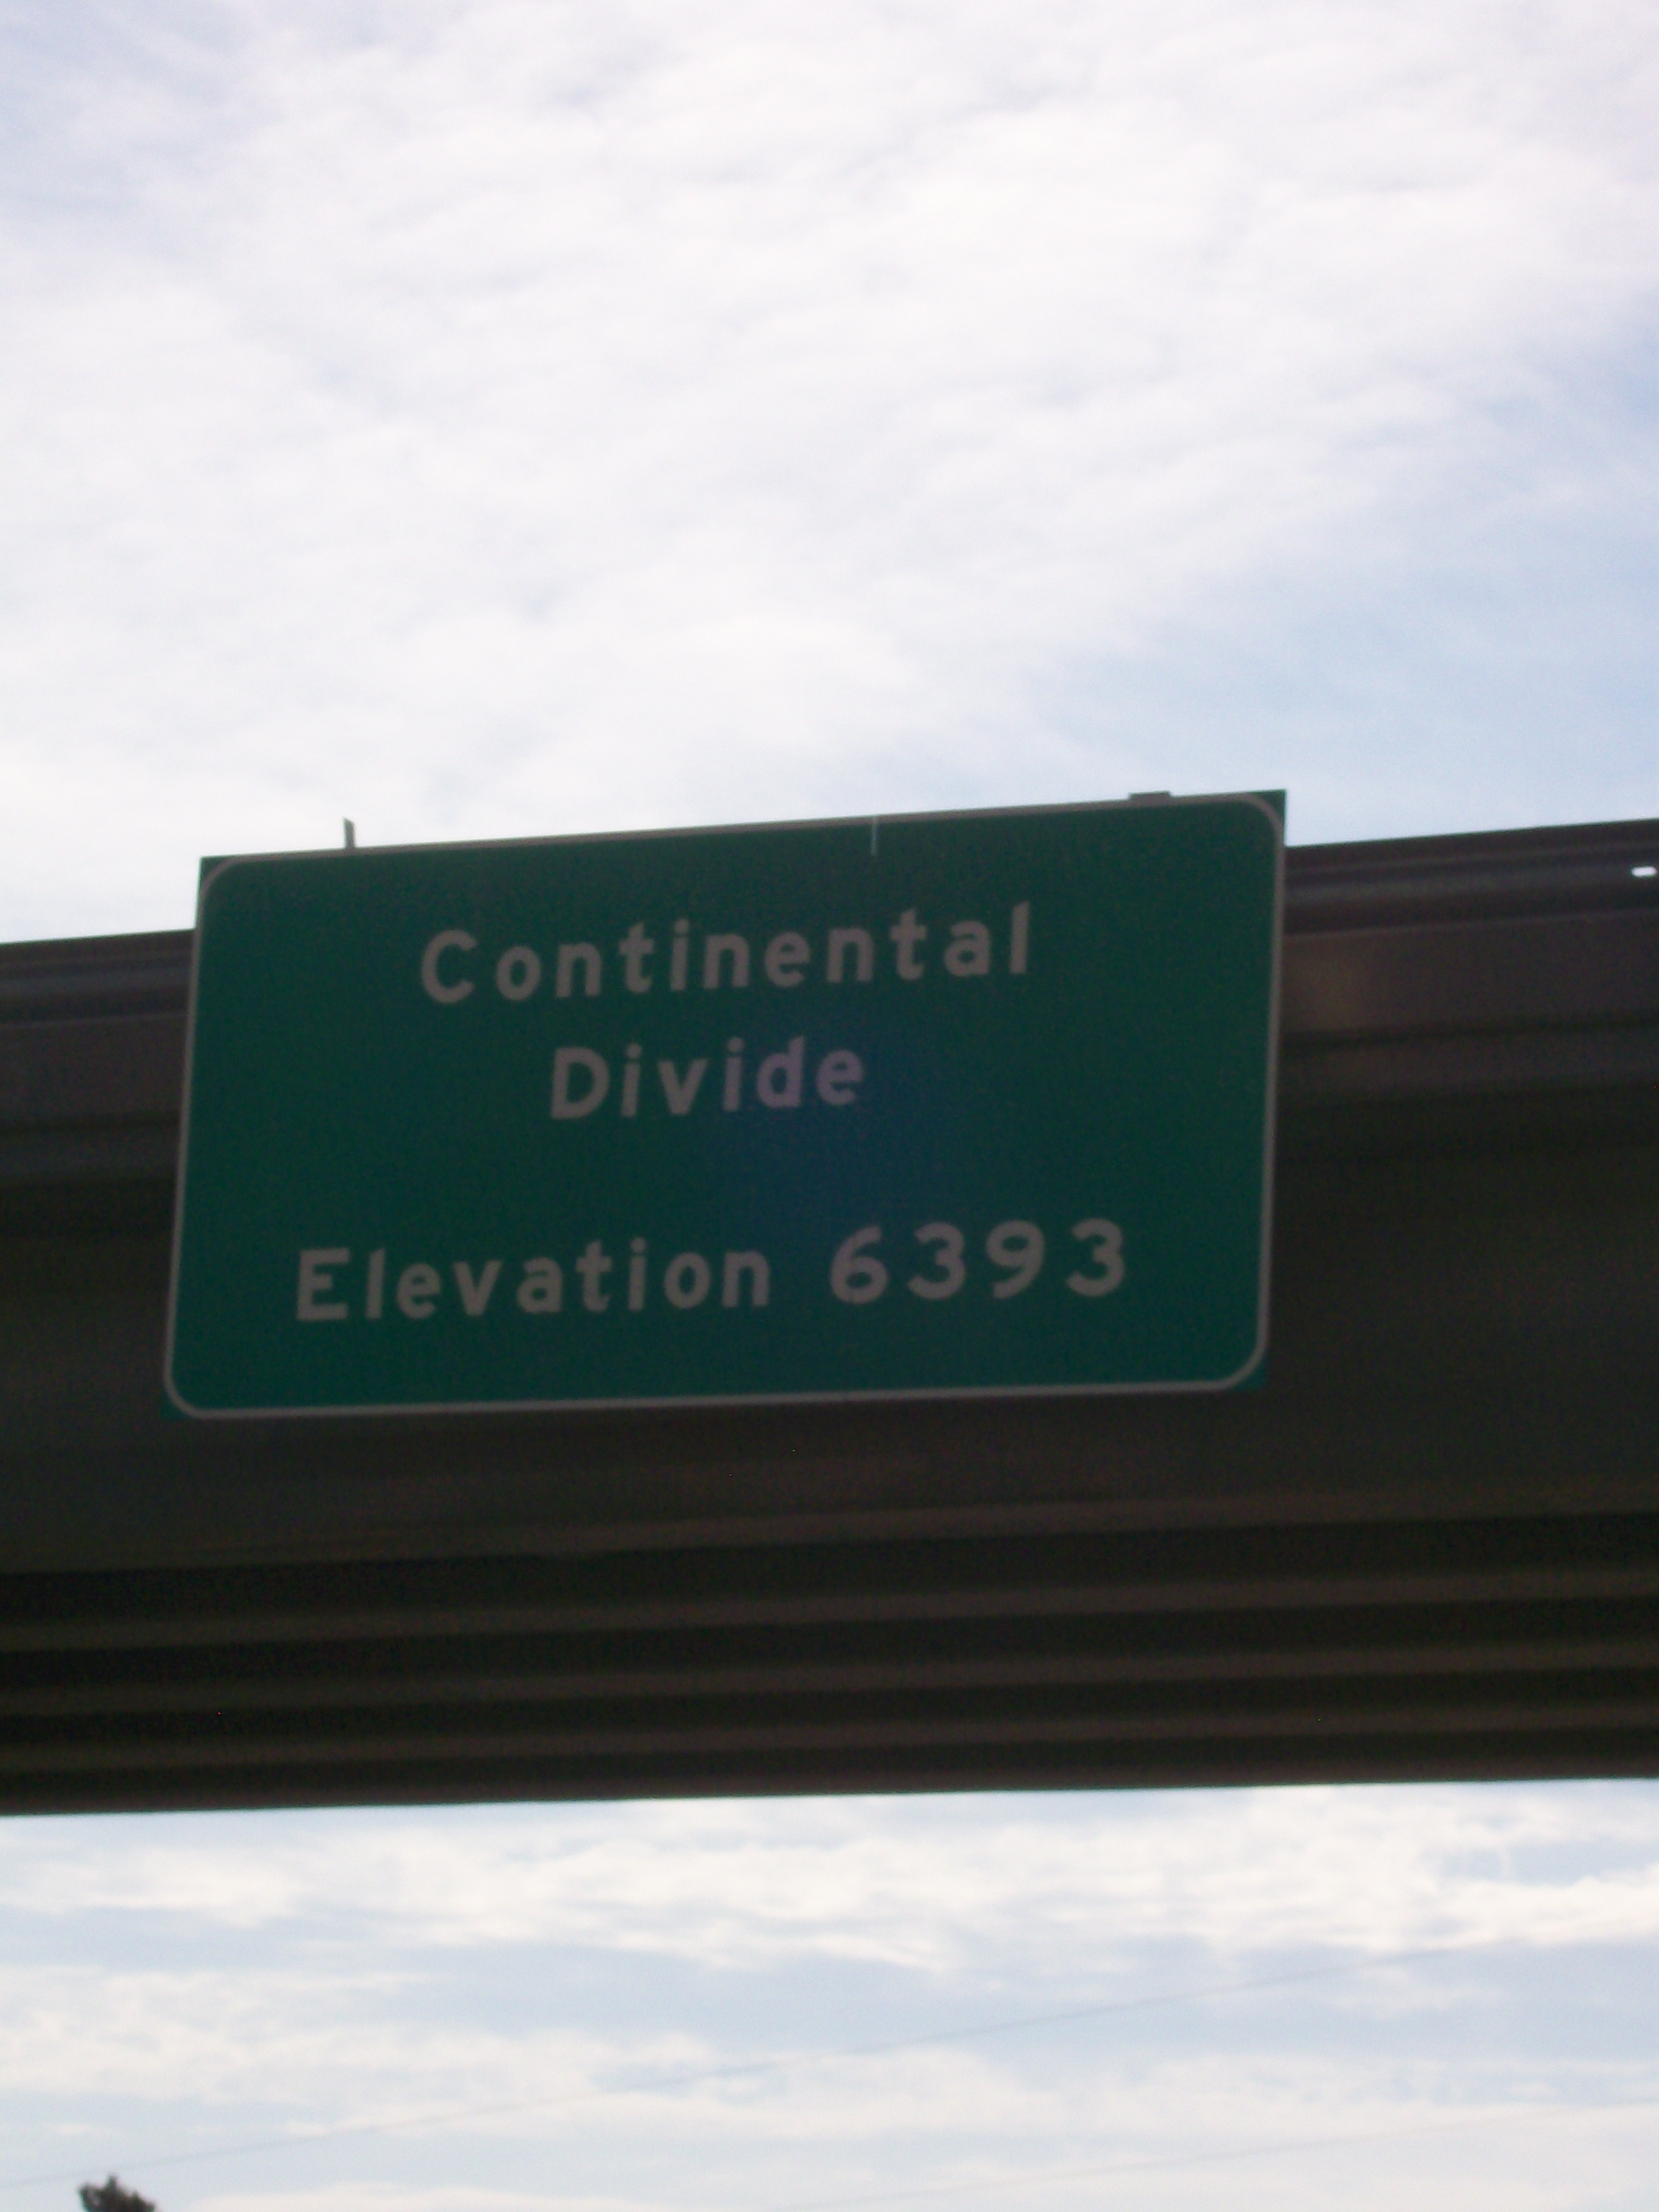 Continental
Divide
Elevation 6393